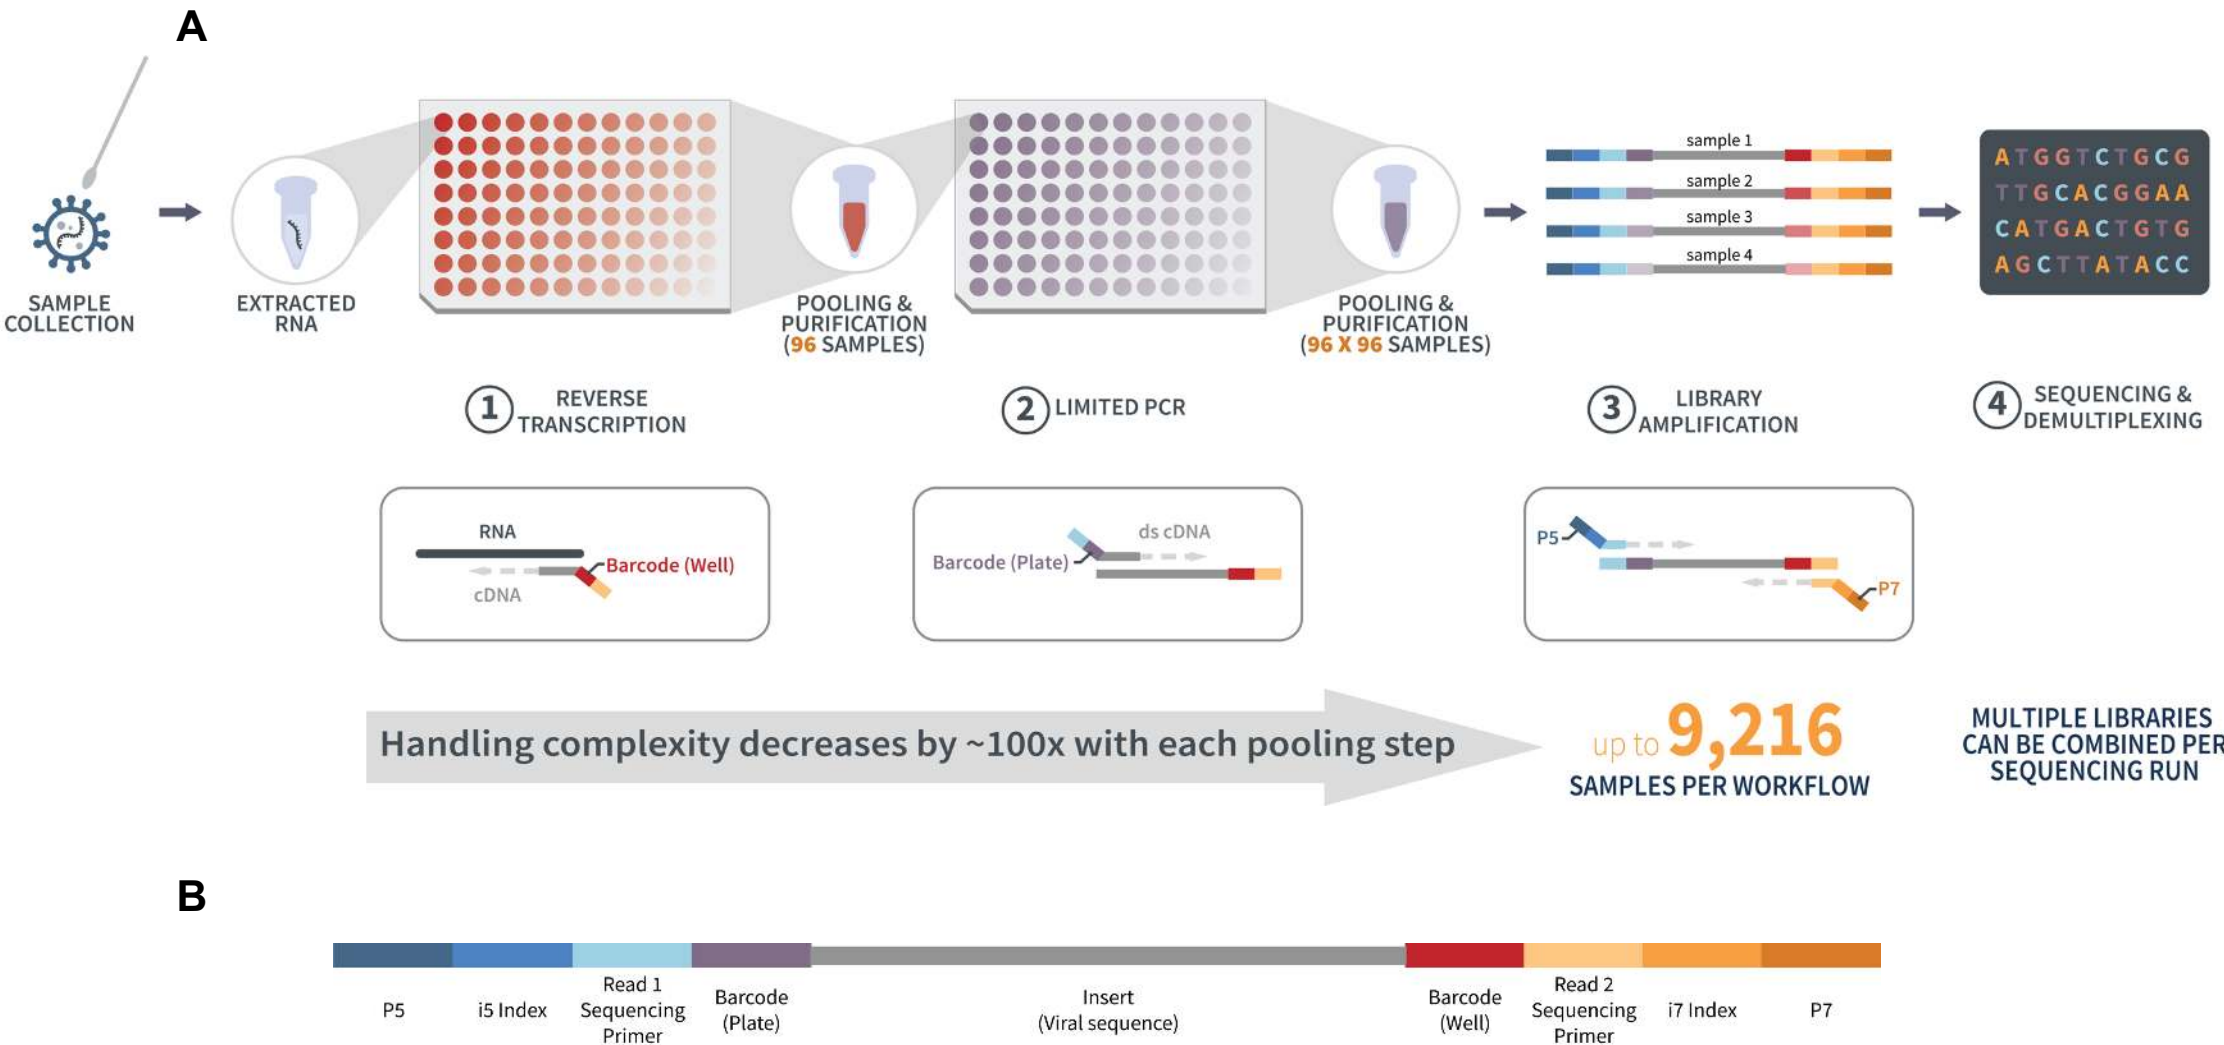 A
SAMPLE
COLLECTION
EXTRACTED
RNA
POOLING &
PURIFICATION
(96 SAMPLES)
POOLING &
PURIFICATION
(96 X 96 SAMPLES)
sample 1
sample 2
sample 3
sample 4
ATGGTCTGCG
TTGCACGGAA
CATGACTGTG
AGCTTATACC
1 REVERSE
TRANSCRIPTION
2 LIMITED PCR
3 LIBRARY
AMPLIFICATION
4 SEQUENCING &
DEMULTIPLEXING
RNA
Barcode (Well)
cDNA
ds cDNA
Barcode (Plate)
P5
P7
Handling complexity decreases by ~100x with each pooling step
up to 9,216
SAMPLES PER WORKFLOW
MULTIPLE LIBRARIES
CAN BE COMBINED PER
SEQUENCING RUN
B
P5
i5 Index
Read 1
Sequencing
Primer
Barcode
(Plate)
Insert
(Viral sequence)
Barcode
(Well)
Read 2
Sequencing
Primer
i7 Index
P7